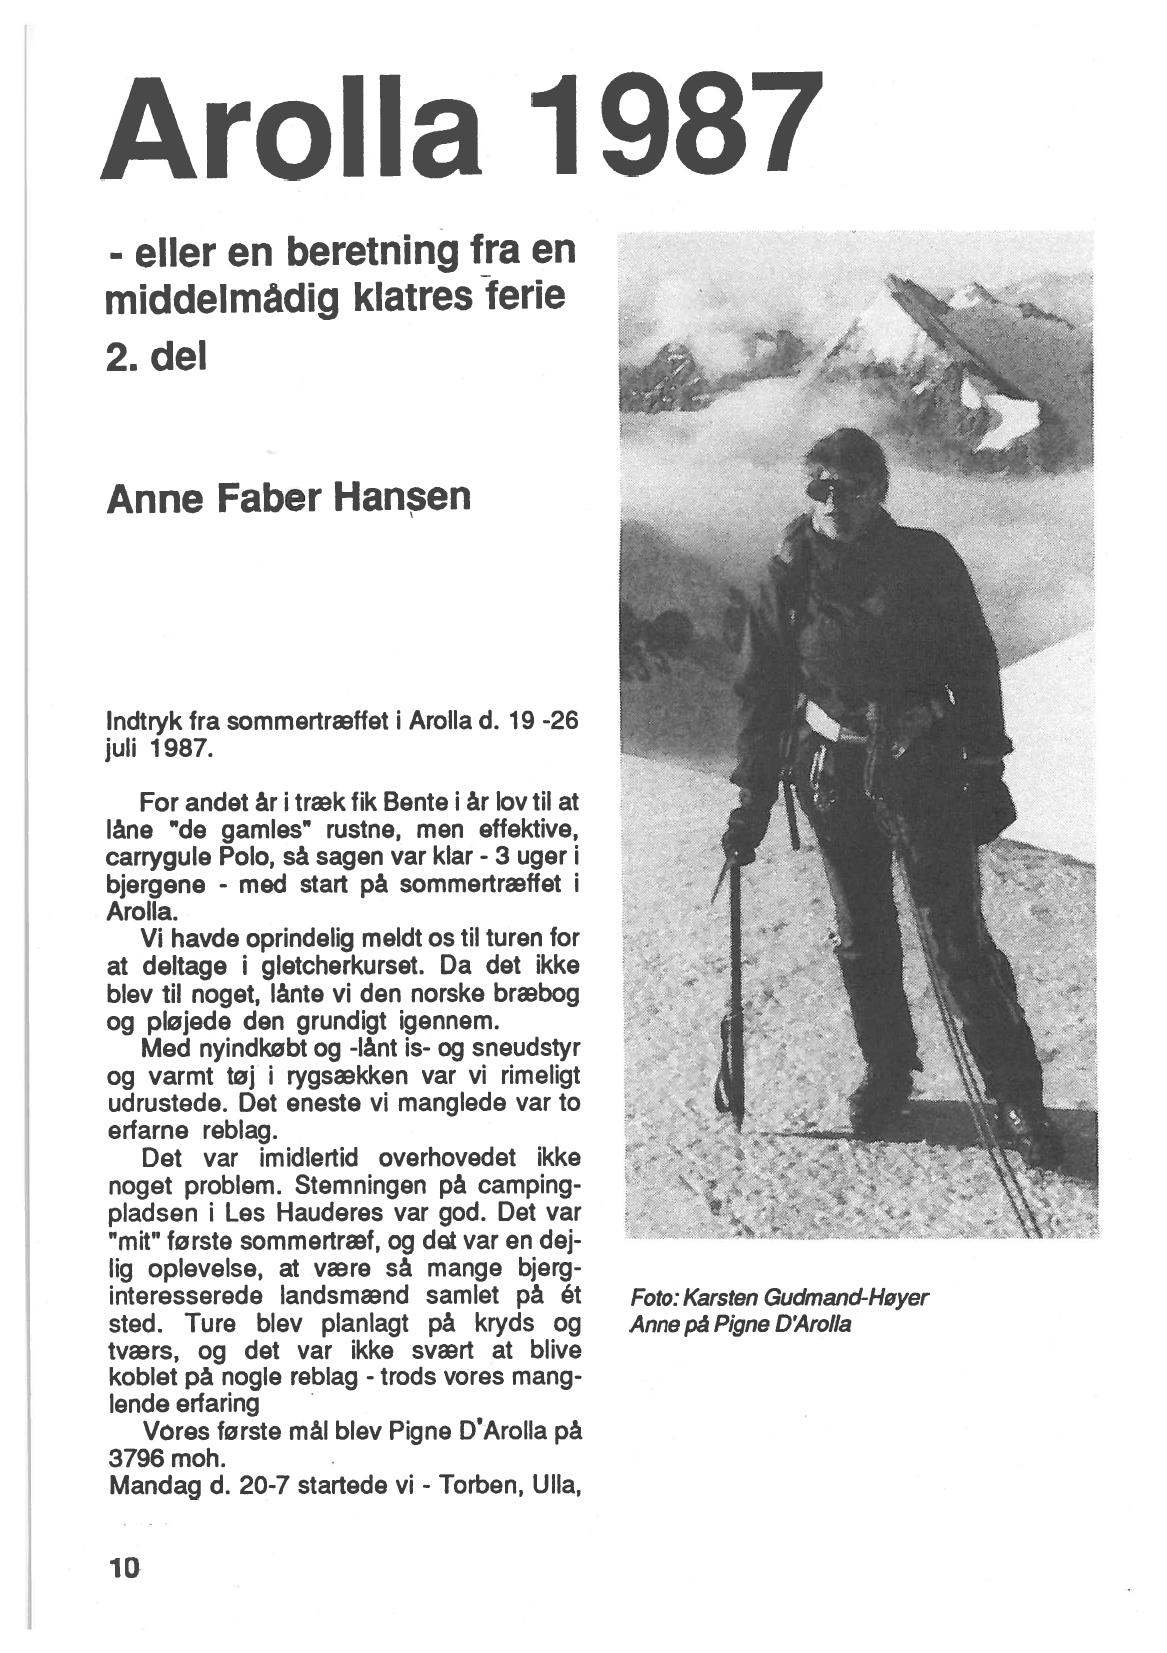 Arolla 1987
- eller en beretning fra en
middelmådig klatres ferie
2. del
Anne Faber Hansen
Indtryk fra sommertræffet i Arolla d. 19 -26
juli 1987.
For andet år i træk fik Bente i år lov til at
låne "de gamles" rustne, men effektive,
carrygule Polo, så sagen var klar - 3 uger i
bjergene - med start på sommertræffet i
Arolla.
Vi havde oprindelig meldt os til turen for
at deltage i gletcherkurset. Da det ikke
blev til noget, lånte vi den norske bræbog
og pløjede den grundigt igennem.
Med nyindkøbt og -lånt is- og sneudstyr
og varmt tøj i rygsækken var vi rimeligt
udrustede. Det eneste vi manglede var to
erfarne reblag.
Det var imidlertid overhovedet ikke
noget problem. Stemningen på camping-
pladsen i Les Hauderes var god. Det var
"mit" første sommertræf, og det var en dej-
lig oplevelse, at være så mange bjerg-
interesserede landsmænd samlet på ét
sted. Ture blev planlagt på kryds og
tværs, og det var ikke svært at blive
koblet på nogle reblag - trods vores mang-
lende erfaring
Vores første mål blev Pigne D'Arolla på
3796 moh.
Mandag d. 20-7 startede vi - Torben, Ulla,
Foto: Karsten Gudmand-Høyer
Anne på Pigne D'Arolla
10